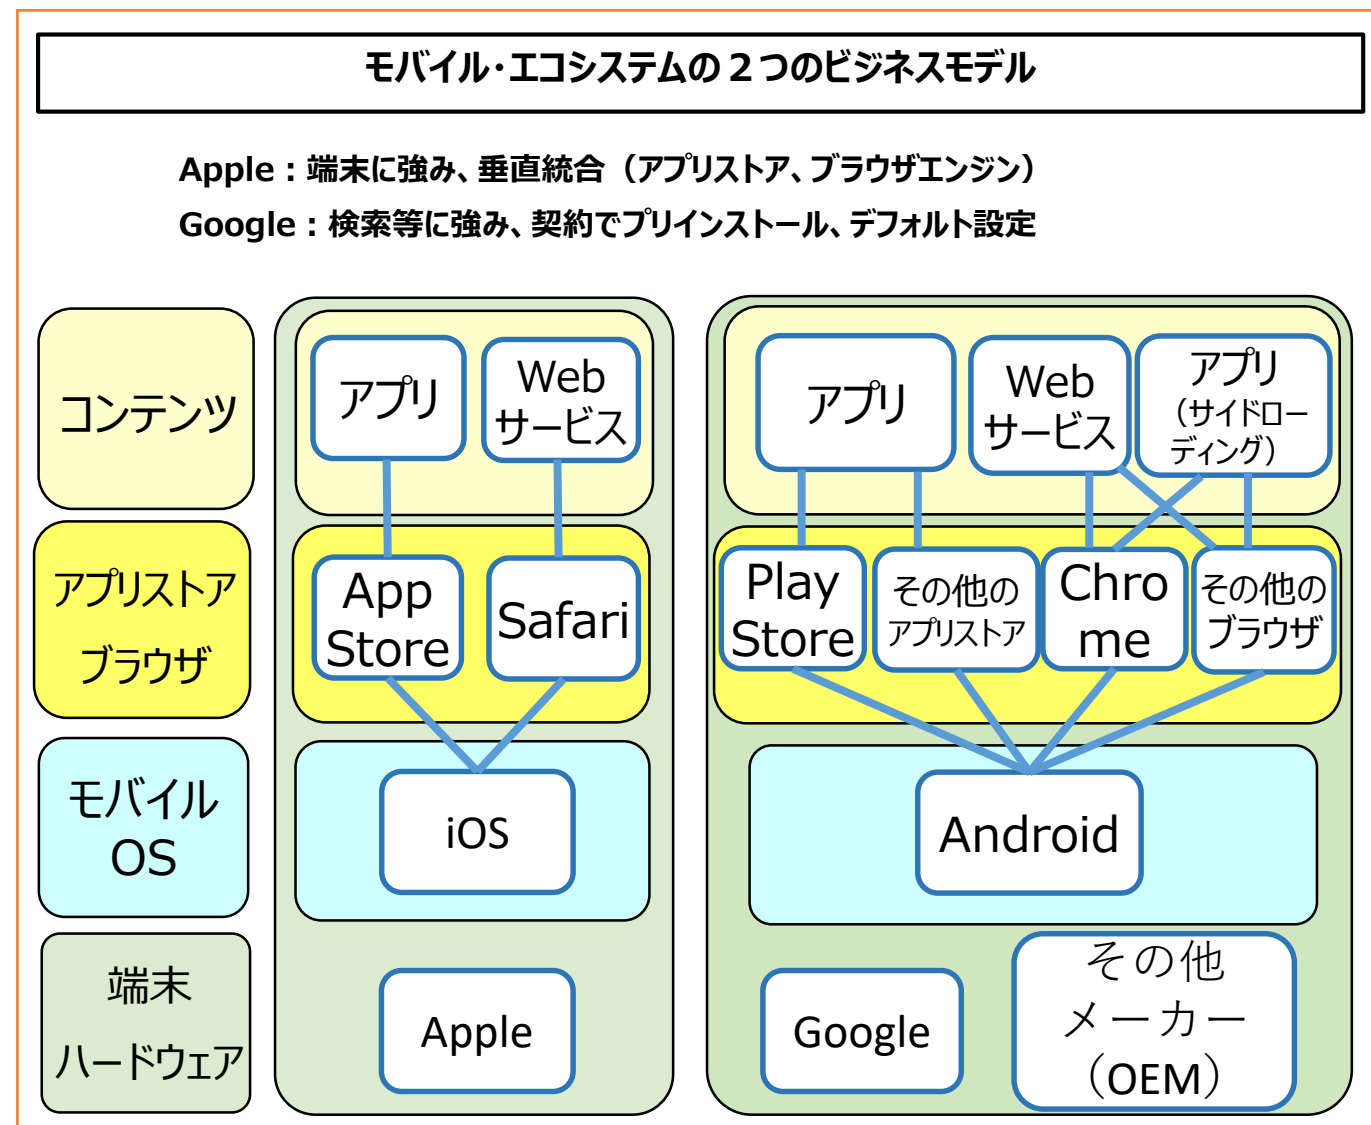 モバイル・エコシステムの２つのビジネスモデル
Apple：端末に強み、垂直統合（アプリストア、ブラウザエンジン）
Google：検索等に強み、契約でプリインストール、デフォルト設定
コンテンツ
アプリ
Web
サービス
アプリ
Web
サービス
アプリ
（サイドロー
ディング）
アプリストア
ブラウザ
App
Store
Safari
Play
Store
その他の
アプリストア
Chro
me
その他の
ブラウザ
モバイル
OS
iOS
Android
端末
ハードウェア
Apple
Google
その他
メーカー
（OEM）